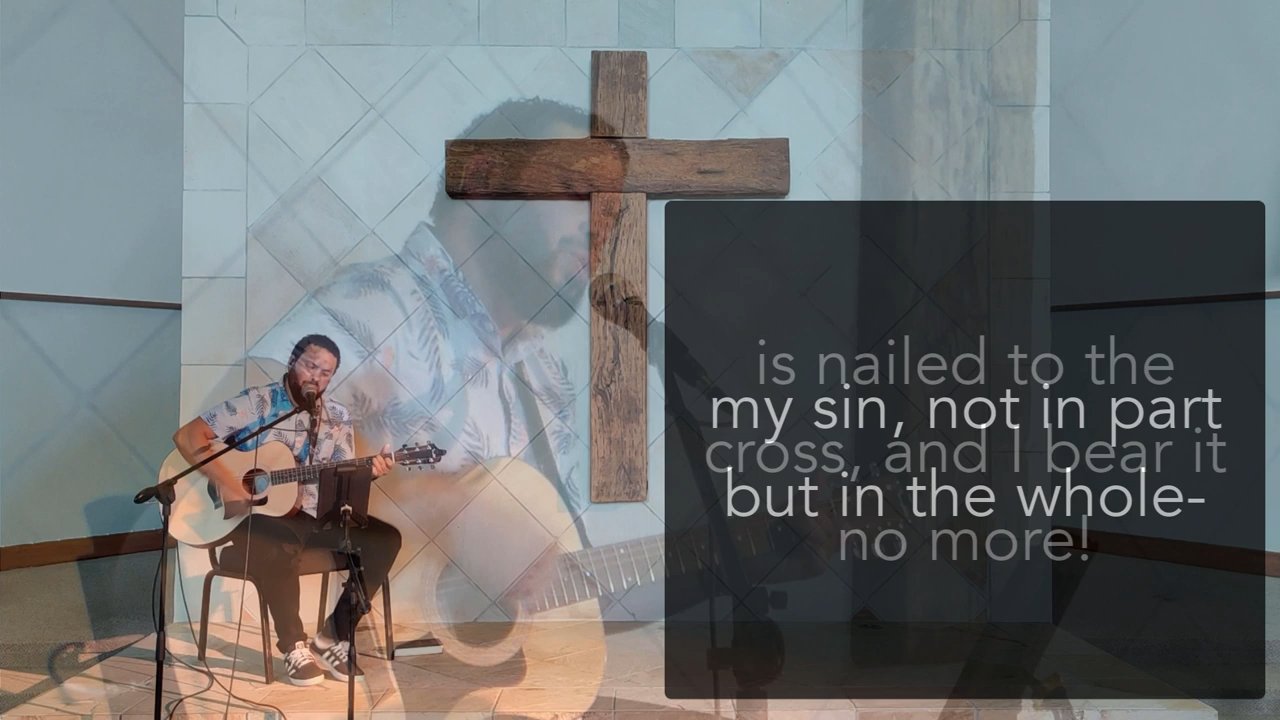 is nailed to the
my sin, not in part
cross, and I bear it
but in the whole-
no more!